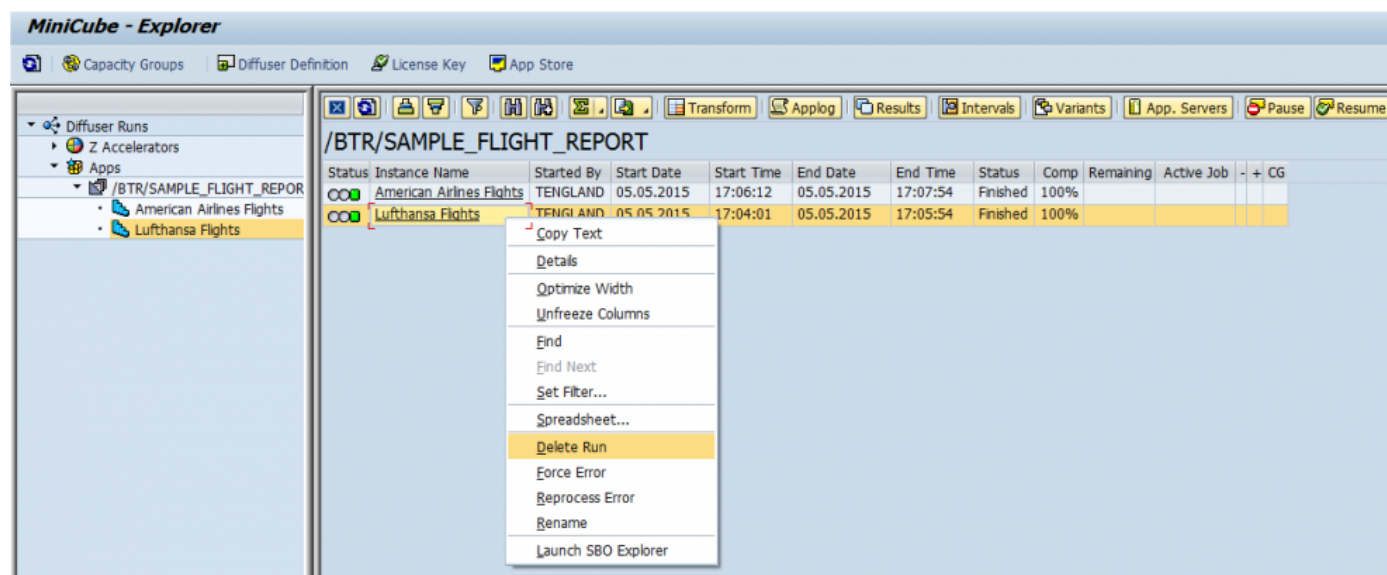 MiniCube - Explorer
Capacity Groups Diffuser Definition License Key App Store
Transform Applog Results Intervals Variants App. Servers Pause Resume
Diffuser Runs
Z Accelerators
Apps
/BTR/SAMPLE_FLIGHT_REPOR
American Airlines Flights
Lufthansa Flights
/BTR/SAMPLE_FLIGHT_REPORT
Status Instance Name Started By Start Date Start Time End Date End Time Status Comp Remaining Active Job - + CG
American Airlines Flights TENGLAND 05.05.2015 17:06:12 05.05.2015 17:07:54 Finished 100%
Lufthansa Flights TENGLAND 05.05.2015 17:04:01 05.05.2015 17:05:54 Finished 100%
Copy Text
Details
Optimize Width
Unfreeze Columns
Find
Find Next
Set Filter...
Spreadsheet...
Delete Run
Force Error
Reprocess Error
Rename
Launch SBO Explorer